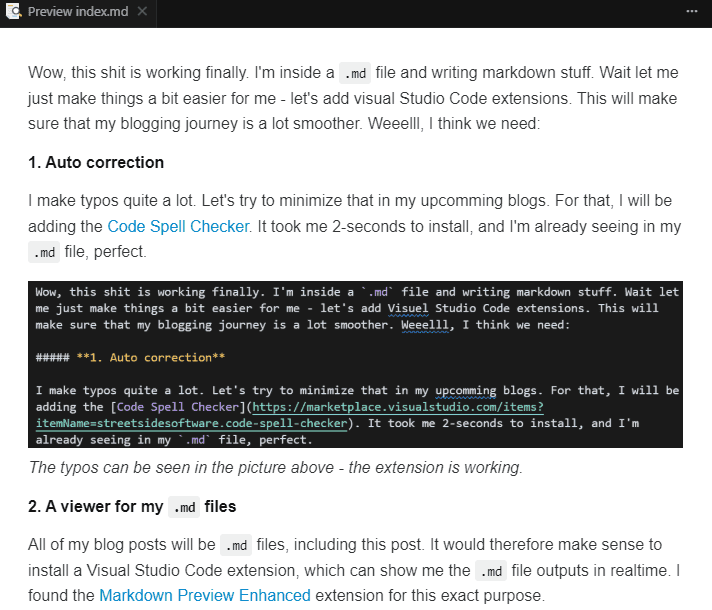 Preview index.md
Wow, this shit is working finally. I'm inside a .md file and writing markdown stuff. Wait let me
just make things a bit easier for me - let's add visual Studio Code extensions. This will make
sure that my blogging journey is a lot smoother. Weeelll, I think we need:
1. Auto correction
I make typos quite a lot. Let's try to minimize that in my upcomming blogs. For that, I will be
adding the Code Spell Checker. It took me 2-seconds to install, and I'm already seeing in my
.md file, perfect.
Wow, this shit is working finally. I'm inside a `.md` file and writing markdown stuff. Wait let
me just make things a bit easier for me - let's add Visuel Studio Code extensions. This will
make sure that my blogging journey is a lot smoother. Weeelll, I think we need:
##### **1. Auto correction**
I make typos quite a lot. Let's try to minimize that in my upcomming blogs. For that, I will be
adding the [Code Spell Checker](https://marketplace.visualstudio.com/items?
itemName=streetsidesoftware.code-spell-checker). It took me 2-seconds to install, and I'm
already seeing in my `.md` file, perfect.
The typos can be seen in the picture above - the extension is working.
2. A viewer for my .md files
All of my blog posts will be .md files, including this post. It would therefore make sense to
install a Visual Studio Code extension, which can show me the .md file outputs in realtime. I
found the Markdown Preview Enhanced extension for this exact purpose.